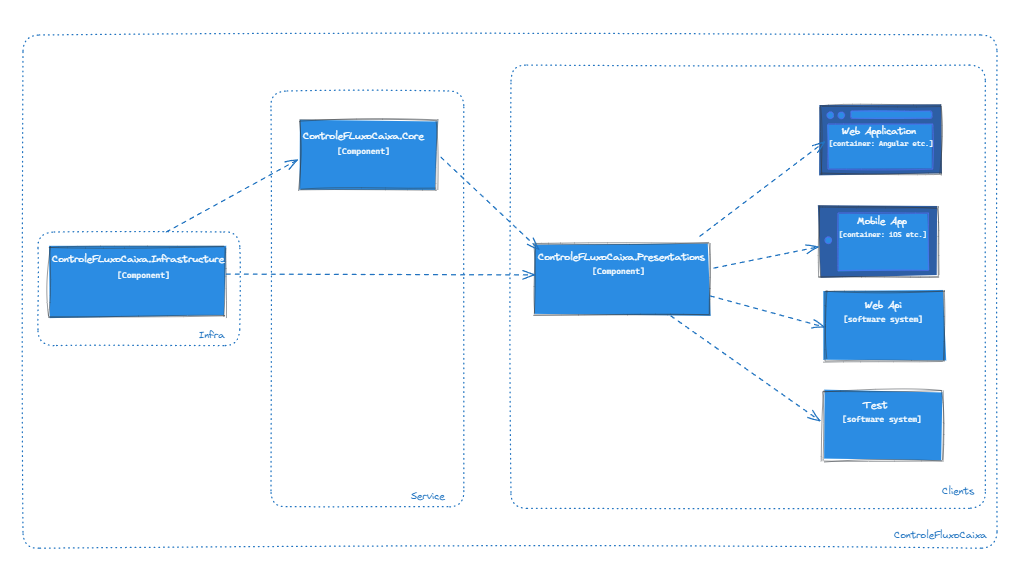 ControleFLuxoCaixa.Core
[Component]
ControleFLuxoCaixa.Infrastructure
[Component]
Infra
Service
ControleFLuxoCaixa.Presentations
[Component]
Web Application
[container: Angular etc.]
Mobile App
[container: iOS etc.]
Web Api
[software system]
Test
[software system]
Clients
ControleFluxoCaixa